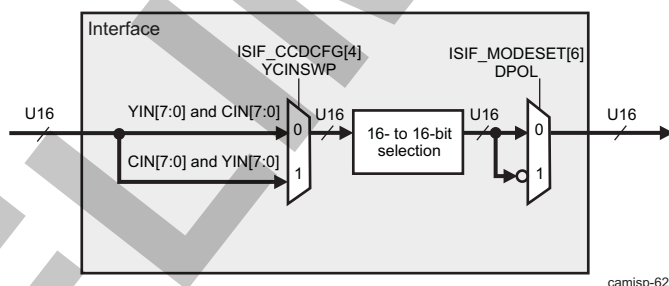 Interface
ISIF_CCDCFG[4]
YCINSWP
ISIF_MODESET[6]
DPOL
U16
YIN[7:0] and CIN[7:0]
0
U16
16- to 16-bit
selection
U16
0
U16
CIN[7:0] and YIN[7:0]
1
1
camisp-62